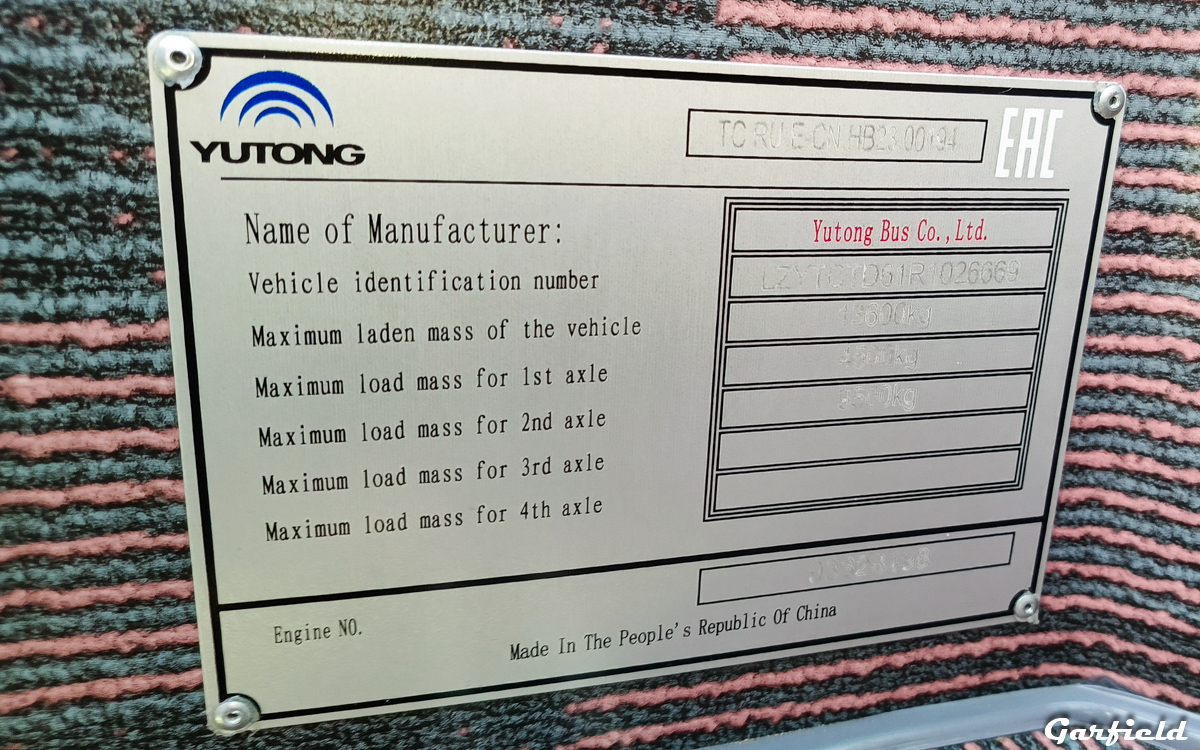 YUTONG
TC RU E-CN.HB23.00194
EAC
Name of Manufacturer:
Yutong Bus Co.,Ltd.
Vehicle identification number
Maximum laden mass of the vehicle
Maximum load mass for 1st axle
Maximum load mass for 2nd axle
Maximum load mass for 3rd axle
Maximum load mass for 4th axle
Engine NO.
Made In The People's Republic Of China
Garfield